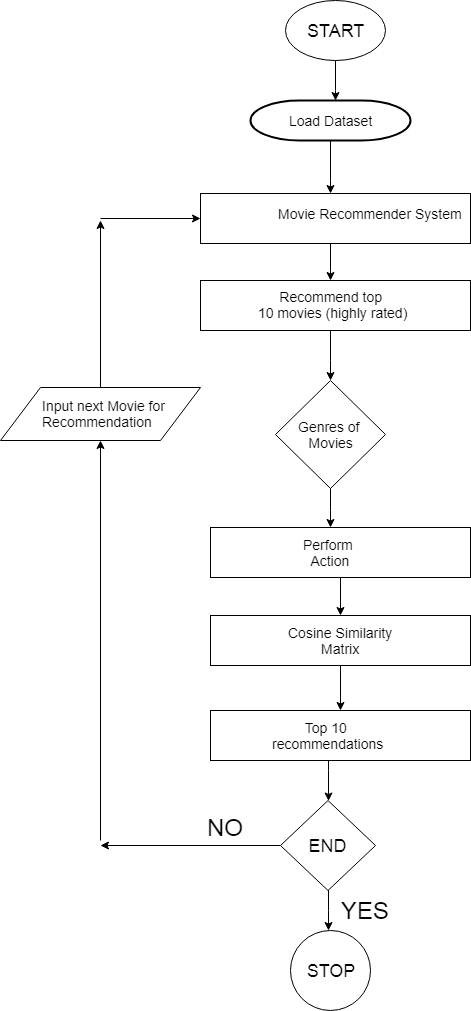 START
Load Dataset
Movie Recommender System
Recommend top
10 movies (highly rated)
Input next Movie for
Recommendation
Genres of
Movies
Perform
Action
Cosine Similarity
Matrix
Top 10
recommendations
NO
END
YES
STOP